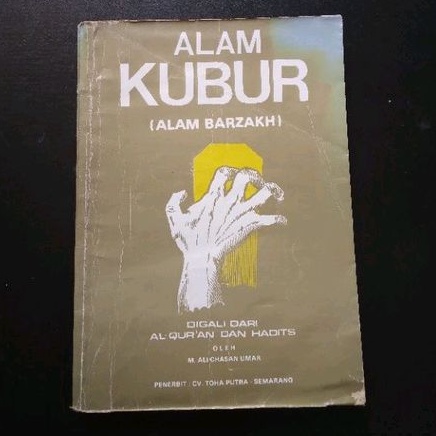 ALAM
KUBUR
(ALAM BARZAKH)
DIGALI DARI
AL-QUR'AN DAN HADITS
OLEH
M. ALI CHASAN UMAR
PENERBIT : CV. TOHA PUTRA - SEMARANG